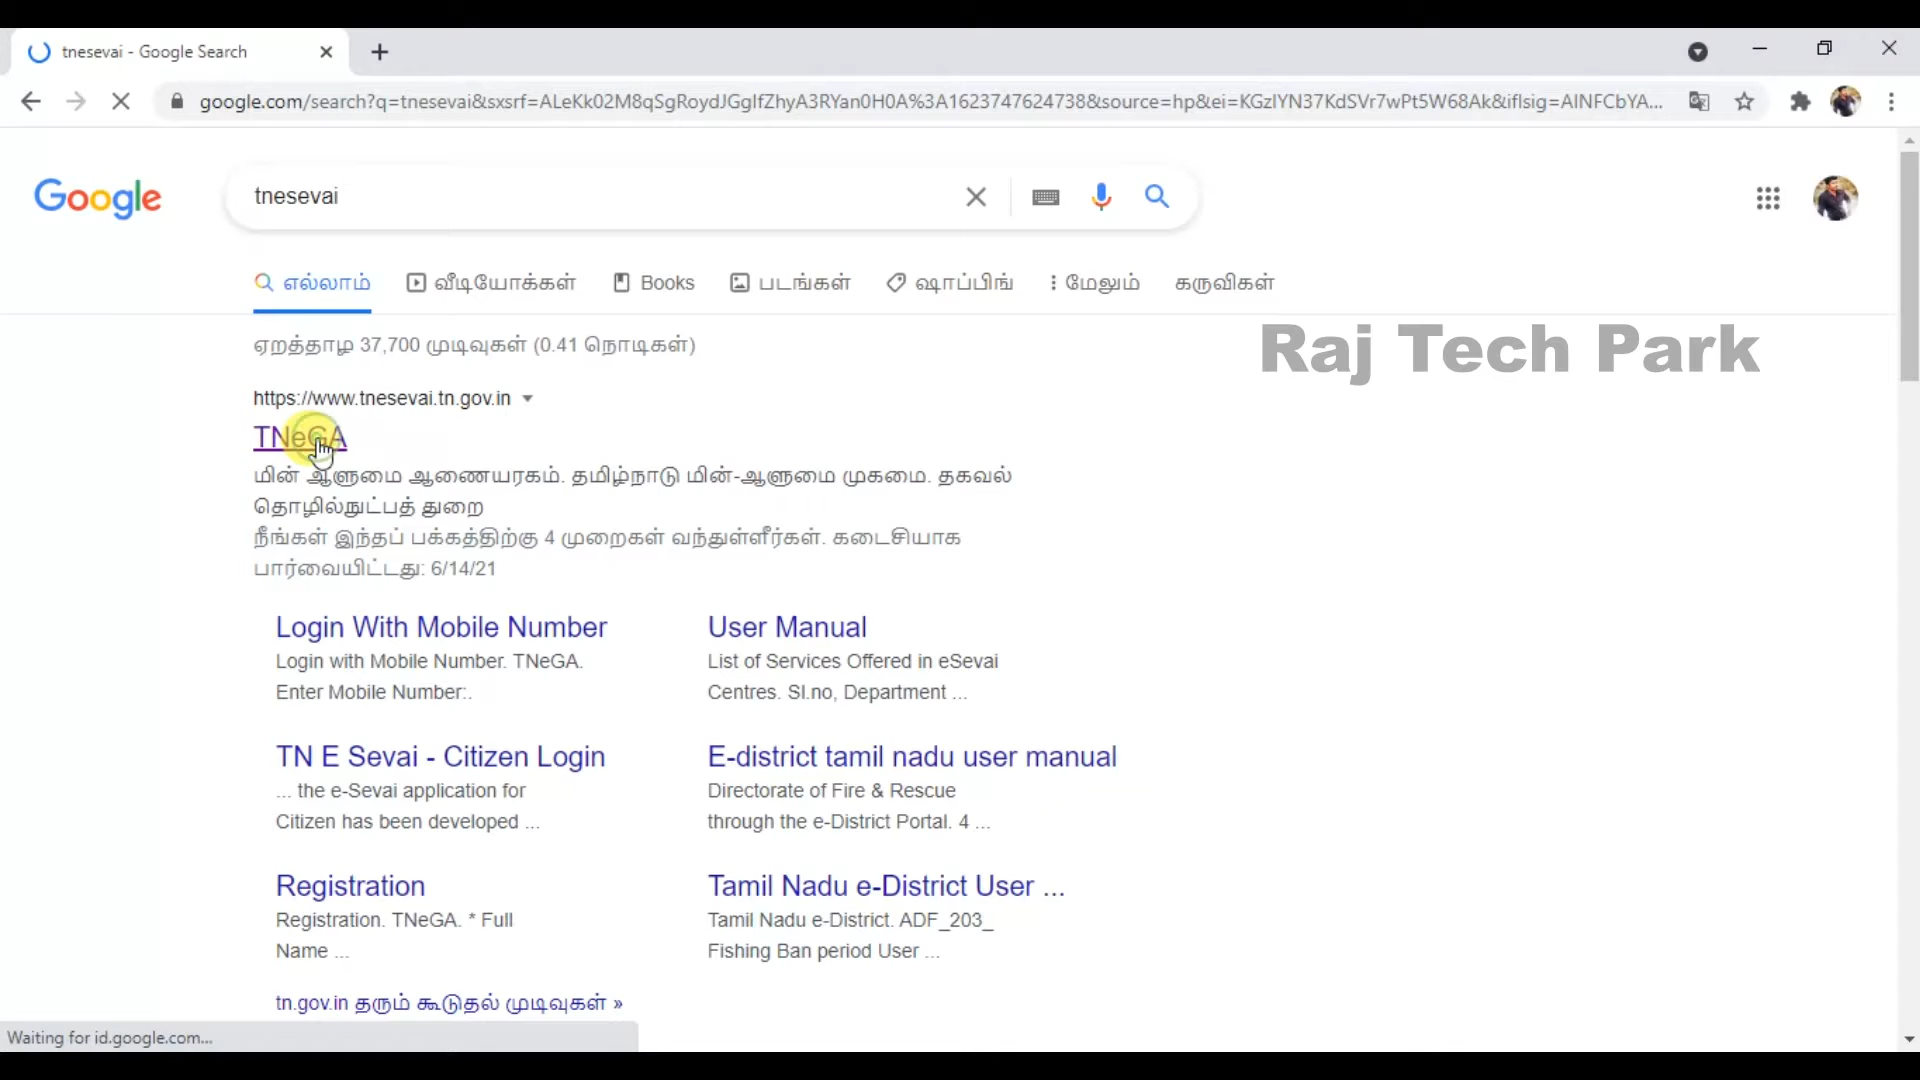 tnesevai - Google Search
google.com/search?q=tnesevai&sxsrf=ALeKk02M8qSgRoydJGgIfZhyA3RYan0H0A%3A1623747624738&source=hp&ei=KGzIYN37KdSVr7wPt5W68Ak&iflsig=AINFCbYA...
Google
tnesevai
எல்லாம் வீடியோக்கள் Books படங்கள் ஷாப்பிங் மேலும் கருவிகள்
ஏறத்தாழ 37,700 முடிவுகள் (0.41 நொடிகள்)
Raj Tech Park
https://www.tnesevai.tn.gov.in
TNeGA
மின் ஆளுமை ஆணையரகம். தமிழ்நாடு மின்-ஆளுமை முகமை. தகவல்
தொழில்நுட்பத் துறை
நீங்கள் இந்தப் பக்கத்திற்கு 4 முறைகள் வந்துள்ளீர்கள். கடைசியாக
பார்வையிட்டது: 6/14/21
Login With Mobile Number
Login with Mobile Number. TNeGA.
Enter Mobile Number:.
User Manual
List of Services Offered in eSevai
Centres. Sl.no, Department ...
TN E Sevai - Citizen Login
... the e-Sevai application for
Citizen has been developed ...
E-district tamil nadu user manual
Directorate of Fire & Rescue
through the e-District Portal. 4 ...
Registration
Registration. TNeGA. * Full
Name ...
Tamil Nadu e-District User ...
Tamil Nadu e-District. ADF_203_
Fishing Ban period User ...
tn.gov.in தரும் கூடுதல் முடிவுகள் »
Waiting for id.google.com...